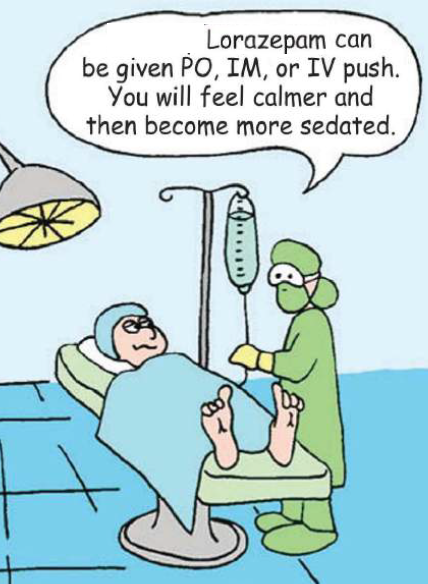 Lorazepam can
be given PO, IM, or IV push.
You will feel calmer and
then become more sedated.